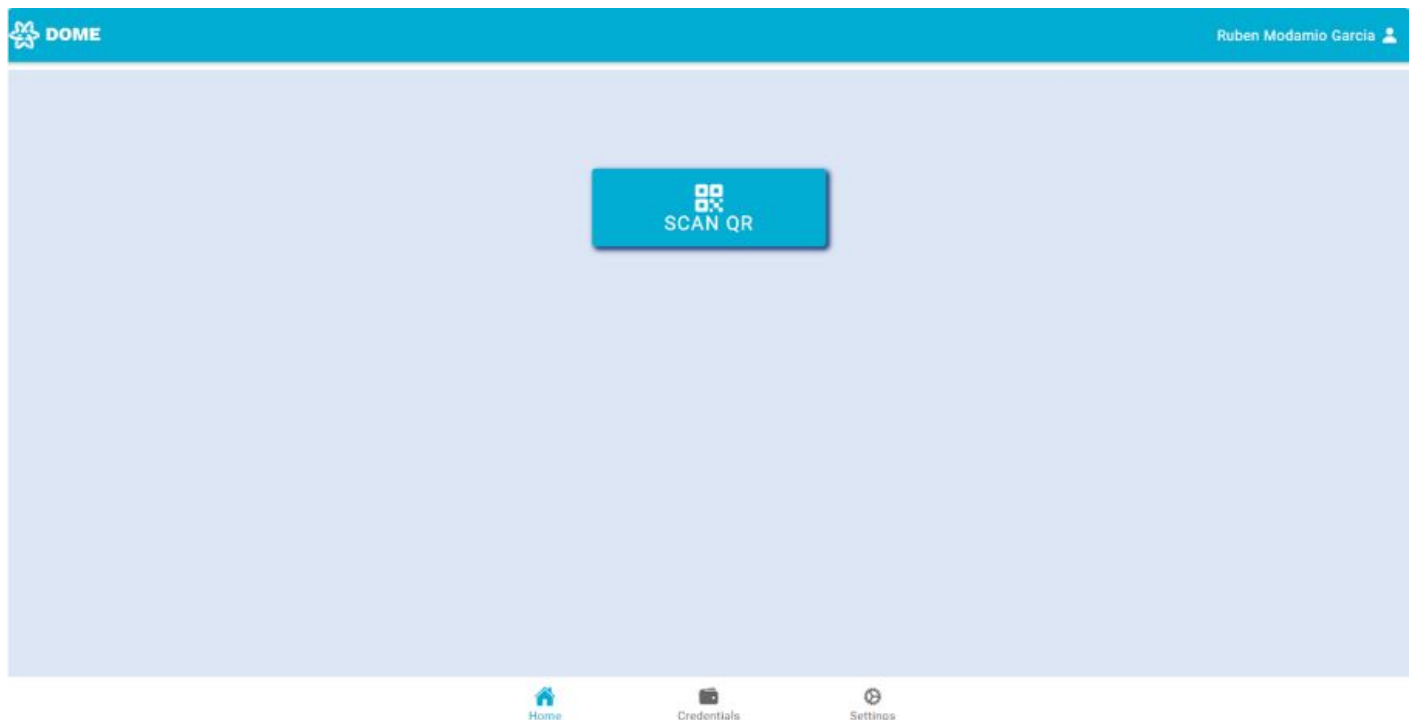 DOME
Ruben Modamio Garcia
SCAN QR
Home
Credentials
Settings